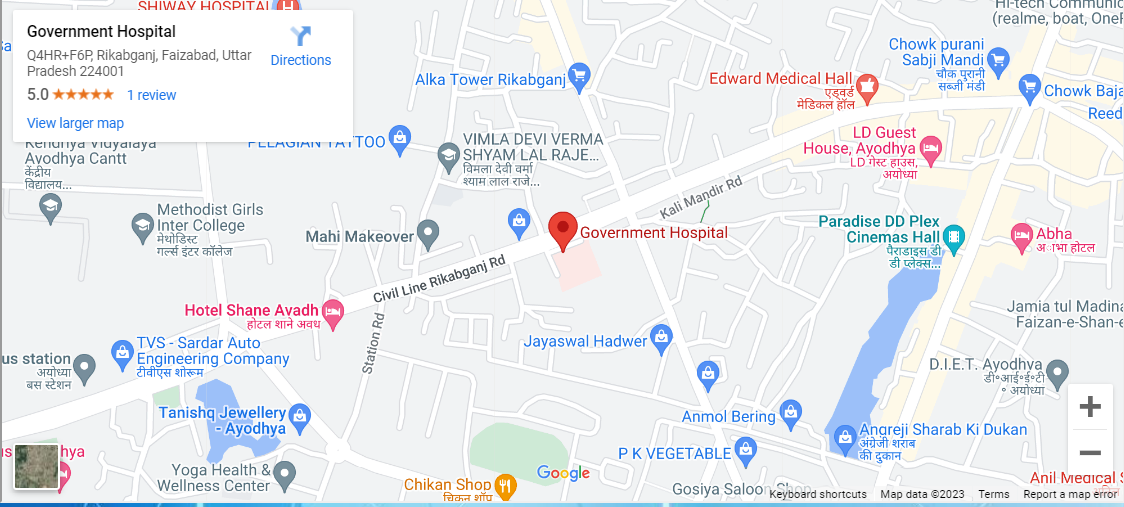 SHIWAY HOSPITAL
Hi-tech Communic
(realme, boat, OneP
Government Hospital
Q4HR+F6P, Rikabganj, Faizabad, Uttar
Pradesh 224001
Directions
5.0
1 review
View larger map
Kendriya Vidyalaya
Ayodhya Cantt
केंद्रीय
विद्यालय...
PELAGIAN TATTOO
Alka Tower Rikabganj
Chowk purani
Sabji Mandi
चौक पुरानी
सब्जी मंडी
Edward Medical Hall
एडवर्ड
मेडिकल हॉल
Chowk Baja
Reed
VIMLA DEVI VERMA
SHYAM LAL RAJE...
विमला देवी वर्मा
श्याम लाल राजे...
LD Guest
House, Ayodhya
LD गेस्ट हाउस,
अयोध्या
Kali Mandir Rd
Methodist Girls
Inter College
मेथोडिस्ट
गर्ल्स इंटर कॉलेज
Mahi Makeover
Government Hospital
Paradise DD Plex
Cinemas Hall
पैराडाइस डी
डी प्लेक्स...
Abha
आभा होटल
Civil Line Rikabganj Rd
Hotel Shane Avadh
होटल शाने अवध
Station Rd
Jamia tul Madina
Faizan-e-Shan-e
TVS - Sardar Auto
Engineering Company
टीवीएस शोरूम
us station
अयोध्या
बस स्टेशन
Jayaswal Hadwer
D.I.E.T. Ayodhya
डी०आई०ई०टी
० अयोध्या
Tanishq Jewellery
- Ayodhya
Anmol Bering
Angreji Sharab Ki Dukan
अंग्रेजी शराब
की दुकान
P K VEGETABLE
Yoga Health &
Wellness Center
Google
Chikan Shop
चिकन शॉप
Gosiya Saloon Shop
Anil Medical S
Keyboard shortcuts
Map data ©2023
Terms
Report a map error